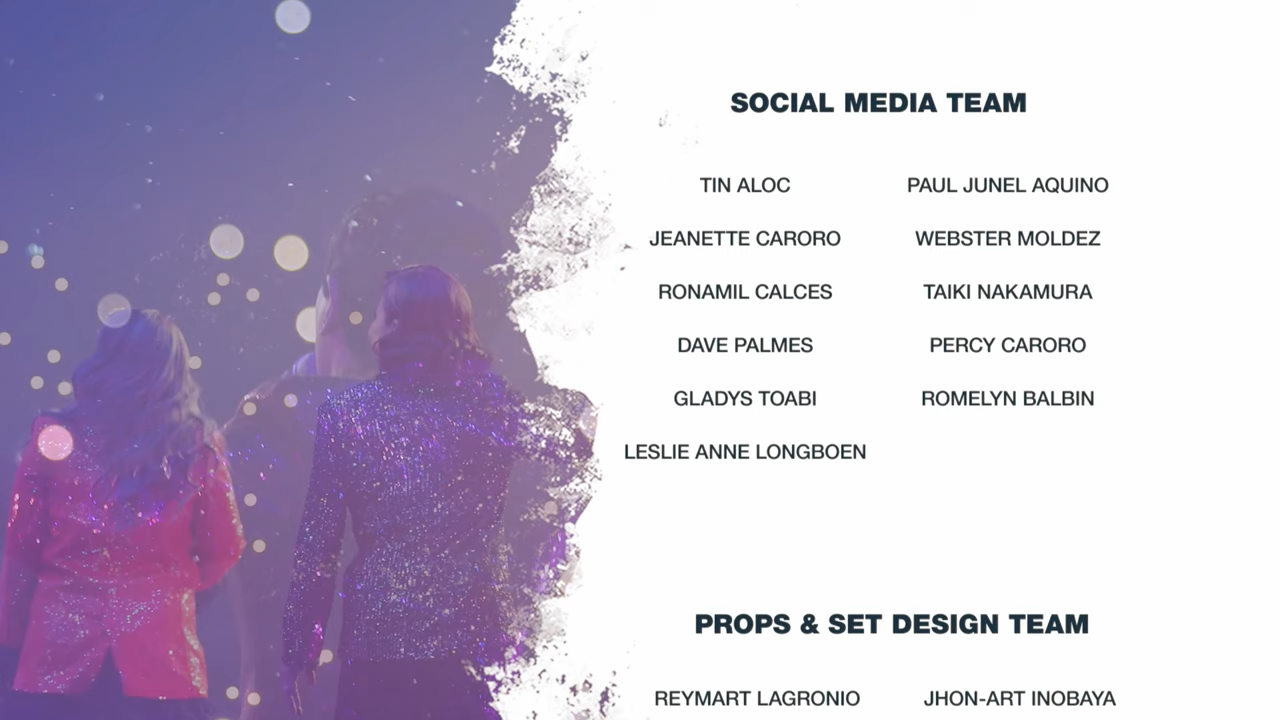 SOCIAL MEDIA TEAM
TIN ALOC PAUL JUNEL AQUINO
JEANETTE CARORO WEBSTER MOLDEZ
RONAMIL CALCES TAIKI NAKAMURA
DAVE PALMES PERCY CARORO
GLADYS TOABI ROMELYN BALBIN
LESLIE ANNE LONGBOEN
PROPS & SET DESIGN TEAM
REYMART LAGRONIO JHON-ART INOBAYA